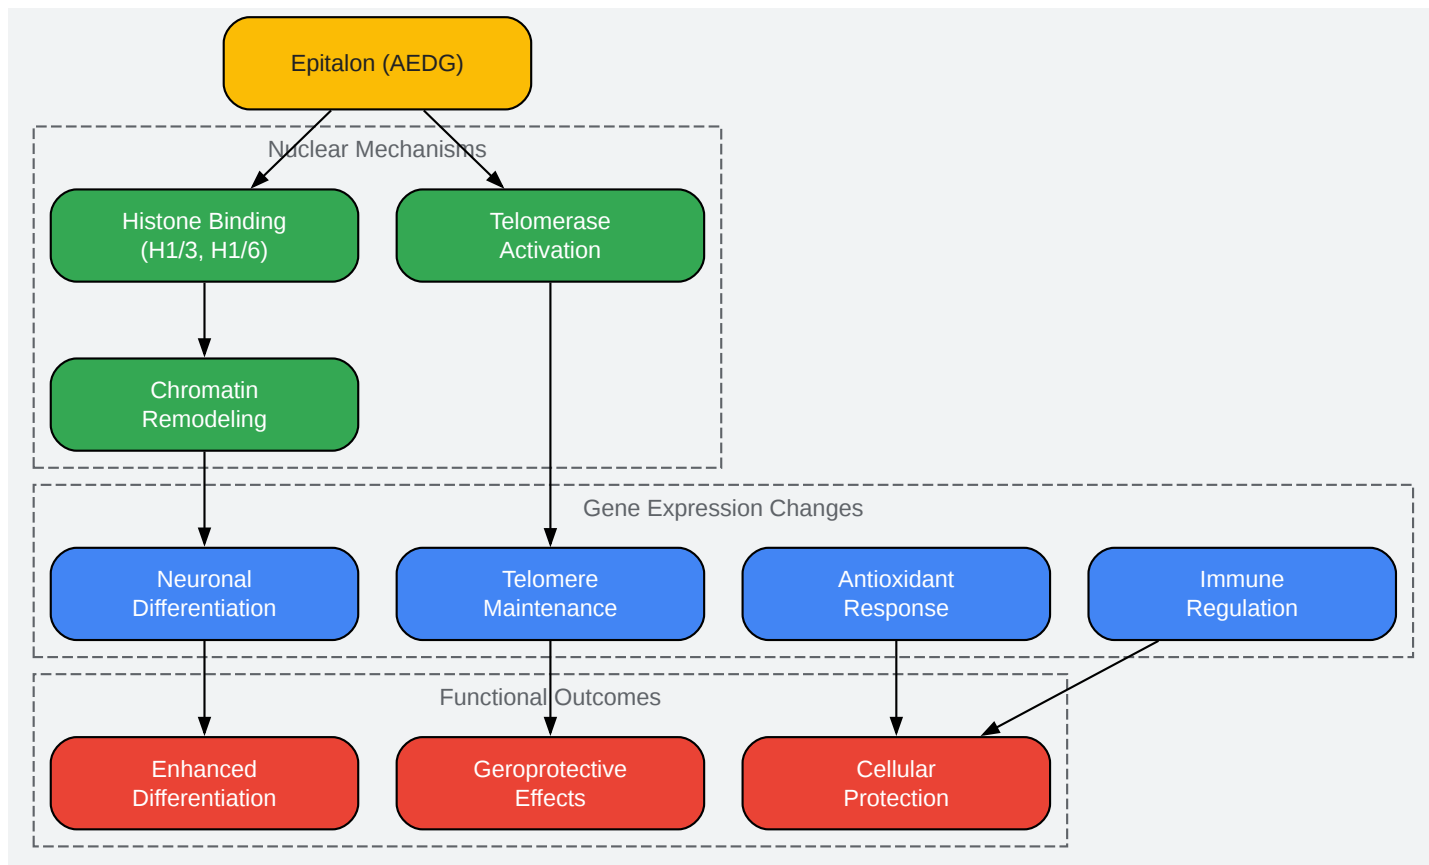 Epitalon (AEDG)
Nuclear Mechanisms
Histone Binding
(H1/3, H1/6)
Telomerase
Activation
Chromatin
Remodeling
Gene Expression Changes
Neuronal
Differentiation
Telomere
Maintenance
Antioxidant
Response
Immune
Regulation
Functional Outcomes
Enhanced
Differentiation
Geroprotective
Effects
Cellular
Protection